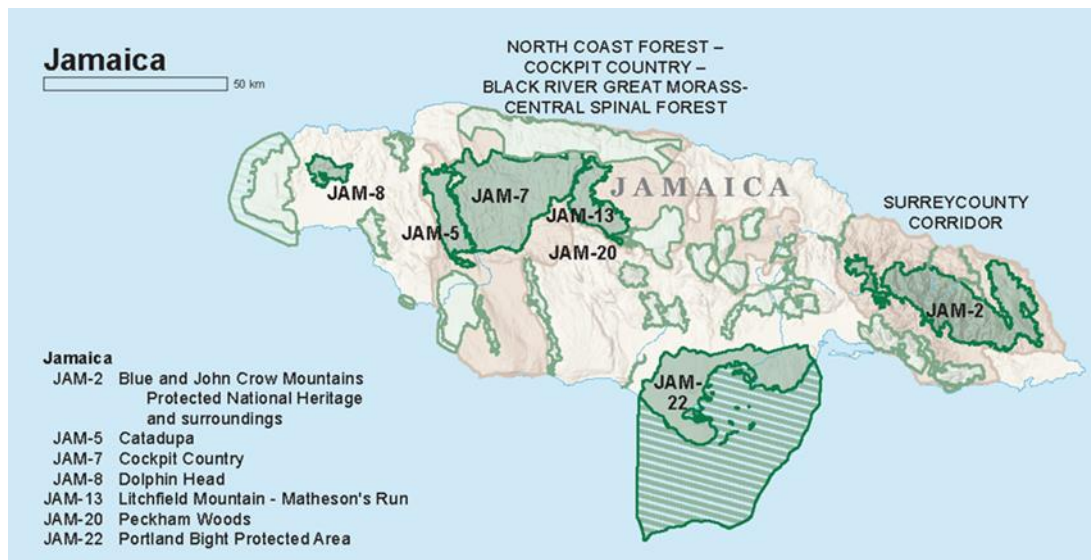 Jamaica
50 km
NORTH COAST FOREST –
COCKPIT COUNTRY –
BLACK RIVER GREAT MORASS-
CENTRAL SPINAL FOREST
JAMAICA
JAM-8
JAM-7
JAM-13
JAM-5
JAM-20
SURREYCOUNTY
CORRIDOR
JAM-2
JAM-
22
Jamaica
JAM-2 Blue and John Crow Mountains
Protected National Heritage
and surroundings
JAM-5 Catadupa
JAM-7 Cockpit Country
JAM-8 Dolphin Head
JAM-13 Litchfield Mountain - Matheson's Run
JAM-20 Peckham Woods
JAM-22 Portland Bight Protected Area